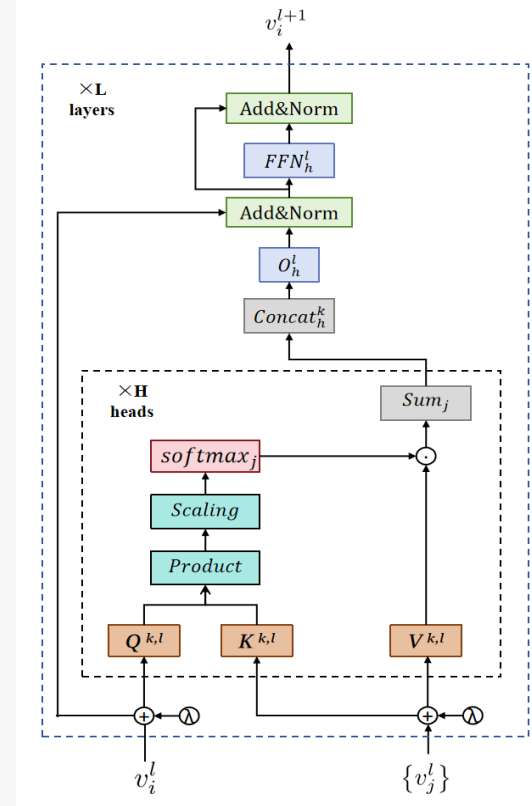 v_i^{l+1}
×L
layers
Add&Norm
FFN_h^l
Add&Norm
O_h^l
Concat_h^k
×H
heads
Sum_j
softmax_j
Scaling
Product
Q^{k,l}
K^{k,l}
V^{k,l}
+ λ
+ λ
v_i^l
{v_j^l}